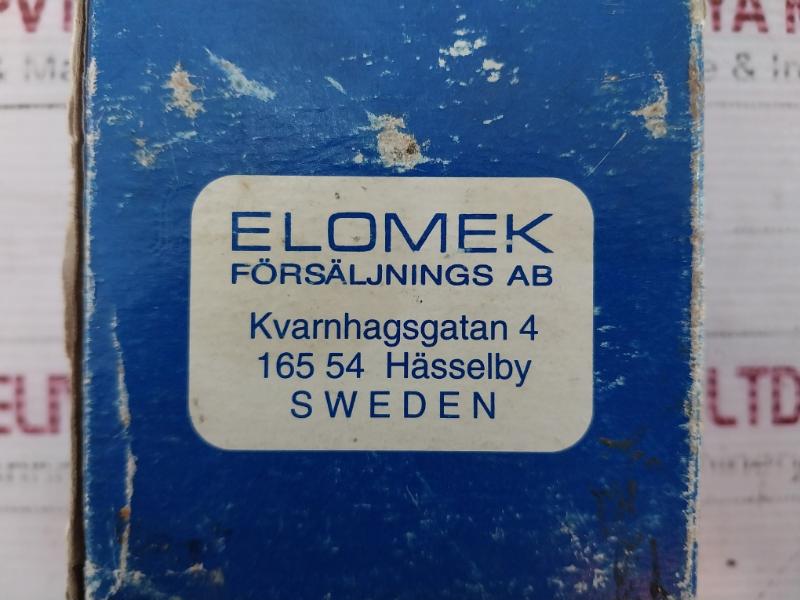 ELOMEK
FÖRSÄLJNINGS AB
Kvarnhagsgatan 4
165 54 Hässelby
SWEDEN